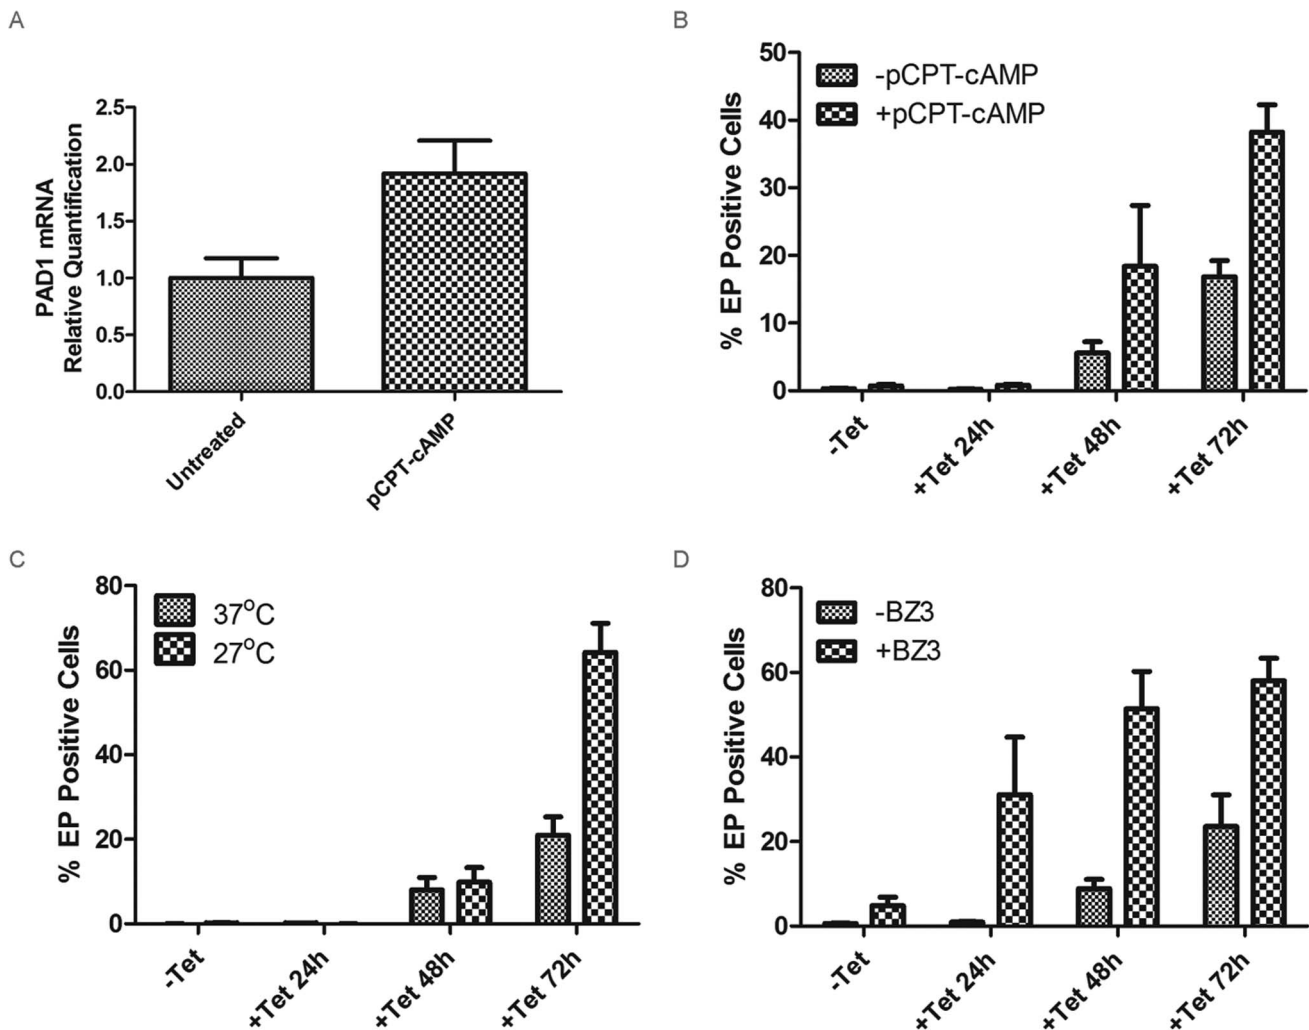 A
PAD1 mRNA
Relative Quantification
2.5
2.0
1.5
1.0
0.5
0.0
Untreated
pCPT-cAMP
B
% EP Positive Cells
50
40
30
20
10
0
-pCPT-cAMP
+pCPT-cAMP
-Tet
+Tet 24h
+Tet 48h
+Tet 72h
C
% EP Positive Cells
80
60
40
20
0
37°C
27°C
-Tet
+Tet 24h
+Tet 48h
+Tet 72h
D
% EP Positive Cells
80
60
40
20
0
-BZ3
+BZ3
-Tet
+Tet 24h
+Tet 48h
+Tet 72h